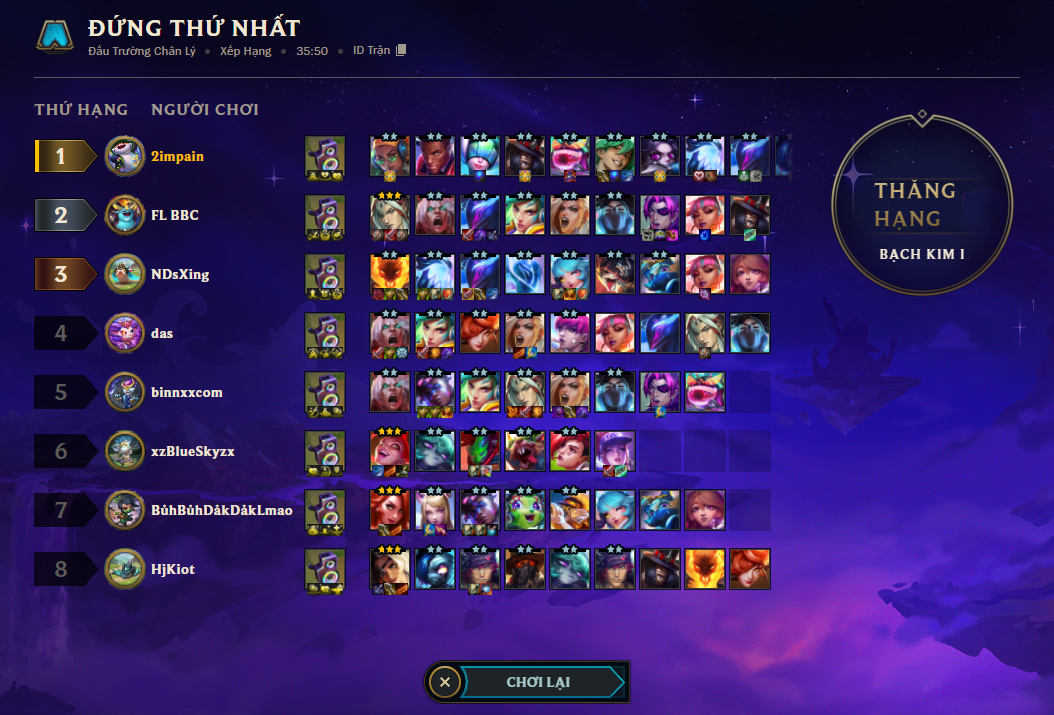 ĐỨNG THỨ NHẤT
Đấu Trường Chân Lý • Xếp Hạng • 35:50 • ID Trận
THỨ HẠNG NGƯỜI CHƠI
1 2impain
2 FL BBC
3 NDsXing
4 das
5 binnxxcom
6 xzBlueSkyzx
7 BủhBủhDảkDảkLmao
8 HjKiot
THĂNG
HẠNG
BẠCH KIM I
CHƠI LẠI